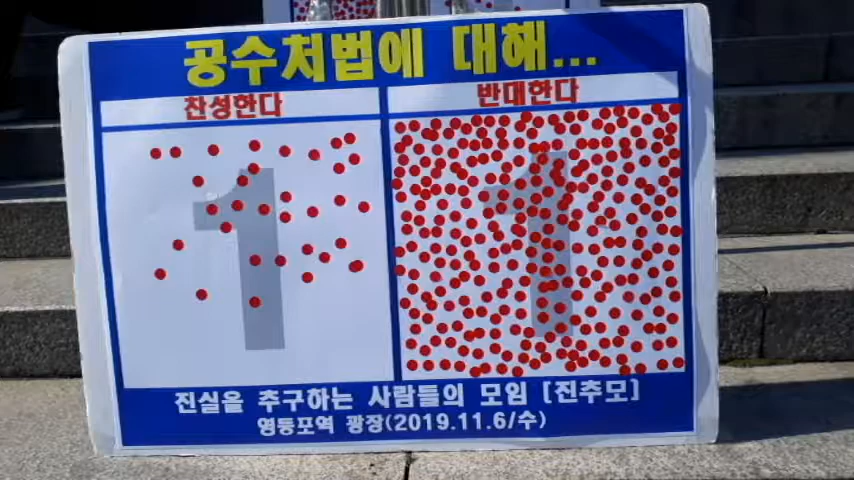 공수처법에 대해...
찬성한다
반대한다
1
1
진실을 추구하는 사람들의 모임 [진추모]
영등포역 광장(2019.11.6/수)